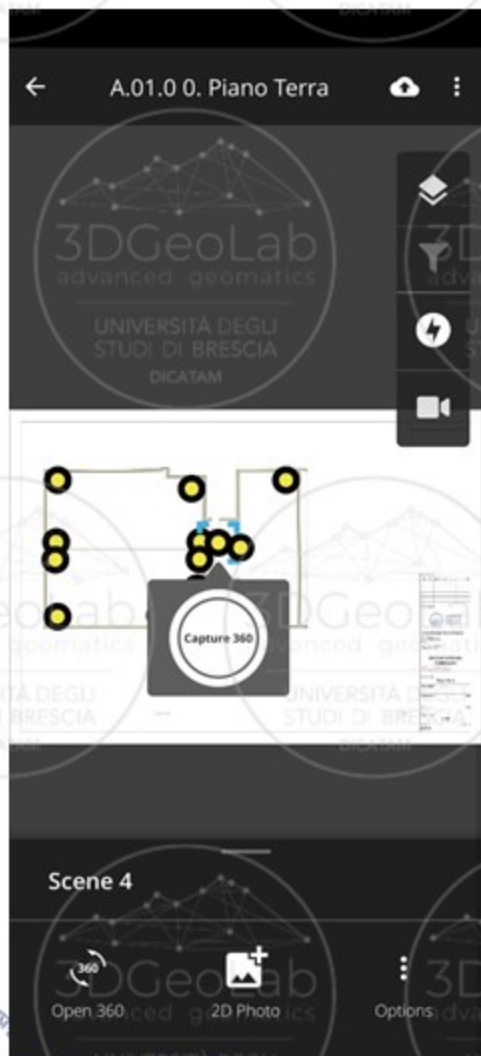 A.01.0 0. Piano Terra
3DGeoLab
advanced geomatics
UNIVERSITÀ DEGLI
STUDI DI BRESCIA
DICATAM
Capture 360
Scene 4
360
Open 360
2D Photo
Options